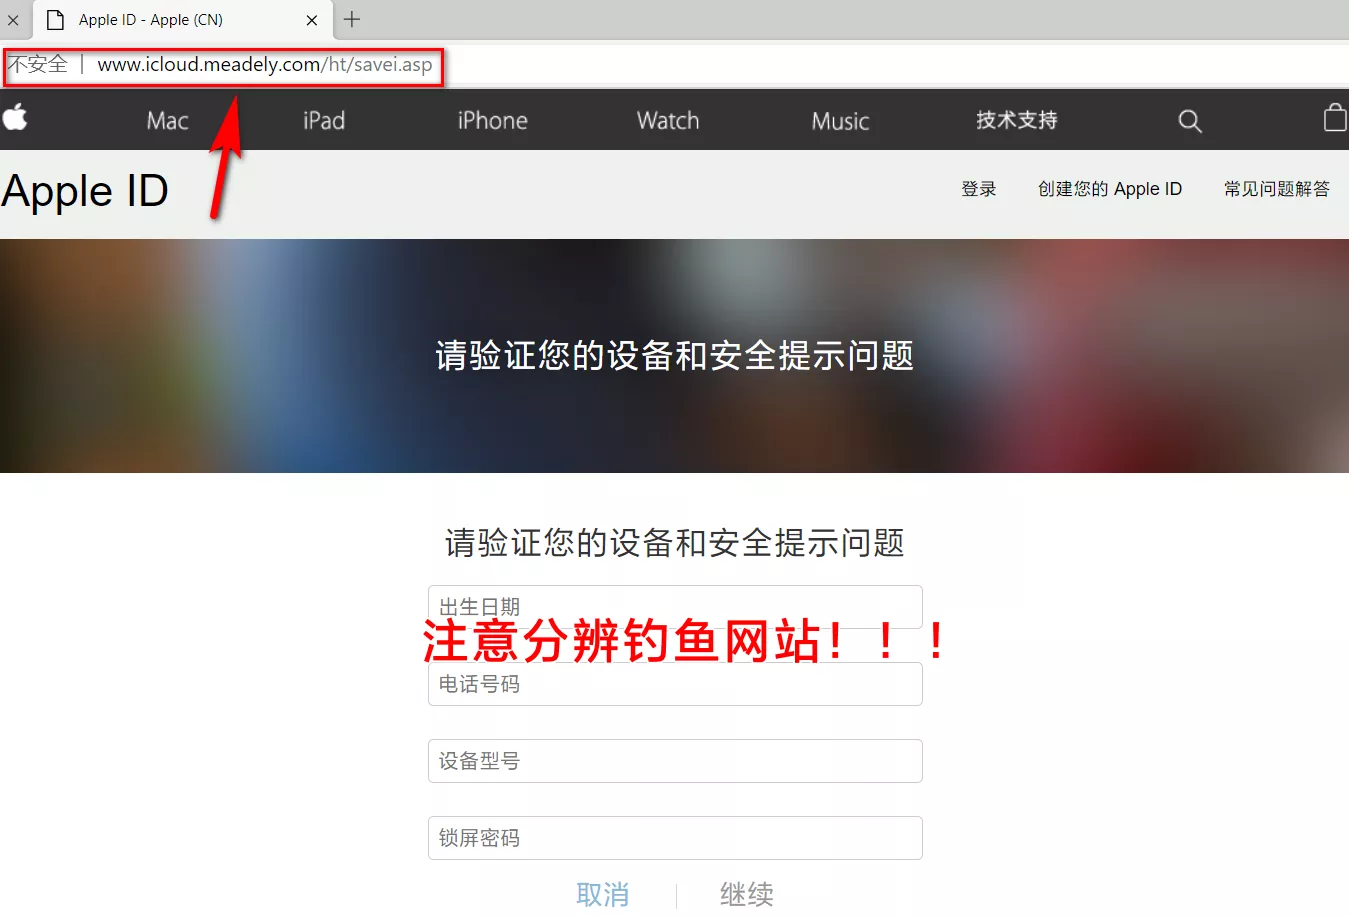 Apple ID - Apple (CN)
不安全 | www.icloud.meadely.com/ht/savei.asp
Mac iPad iPhone Watch Music 技术支持
Apple ID 登录 创建您的 Apple ID 常见问题解答
请验证您的设备和安全提示问题
请验证您的设备和安全提示问题
出生日期
注意分辨钓鱼网站！！！
电话号码
设备型号
锁屏密码
取消 | 继续